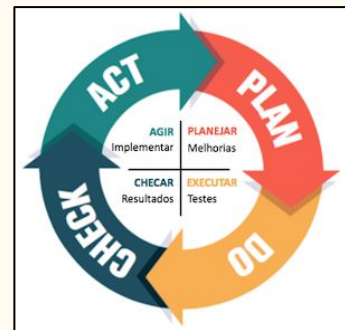 ACT
PLAN
AGIR
Implementar
PLANEJAR
Melhorias
CHECAR
Resultados
EXECUTAR
Testes
CHECK
DO